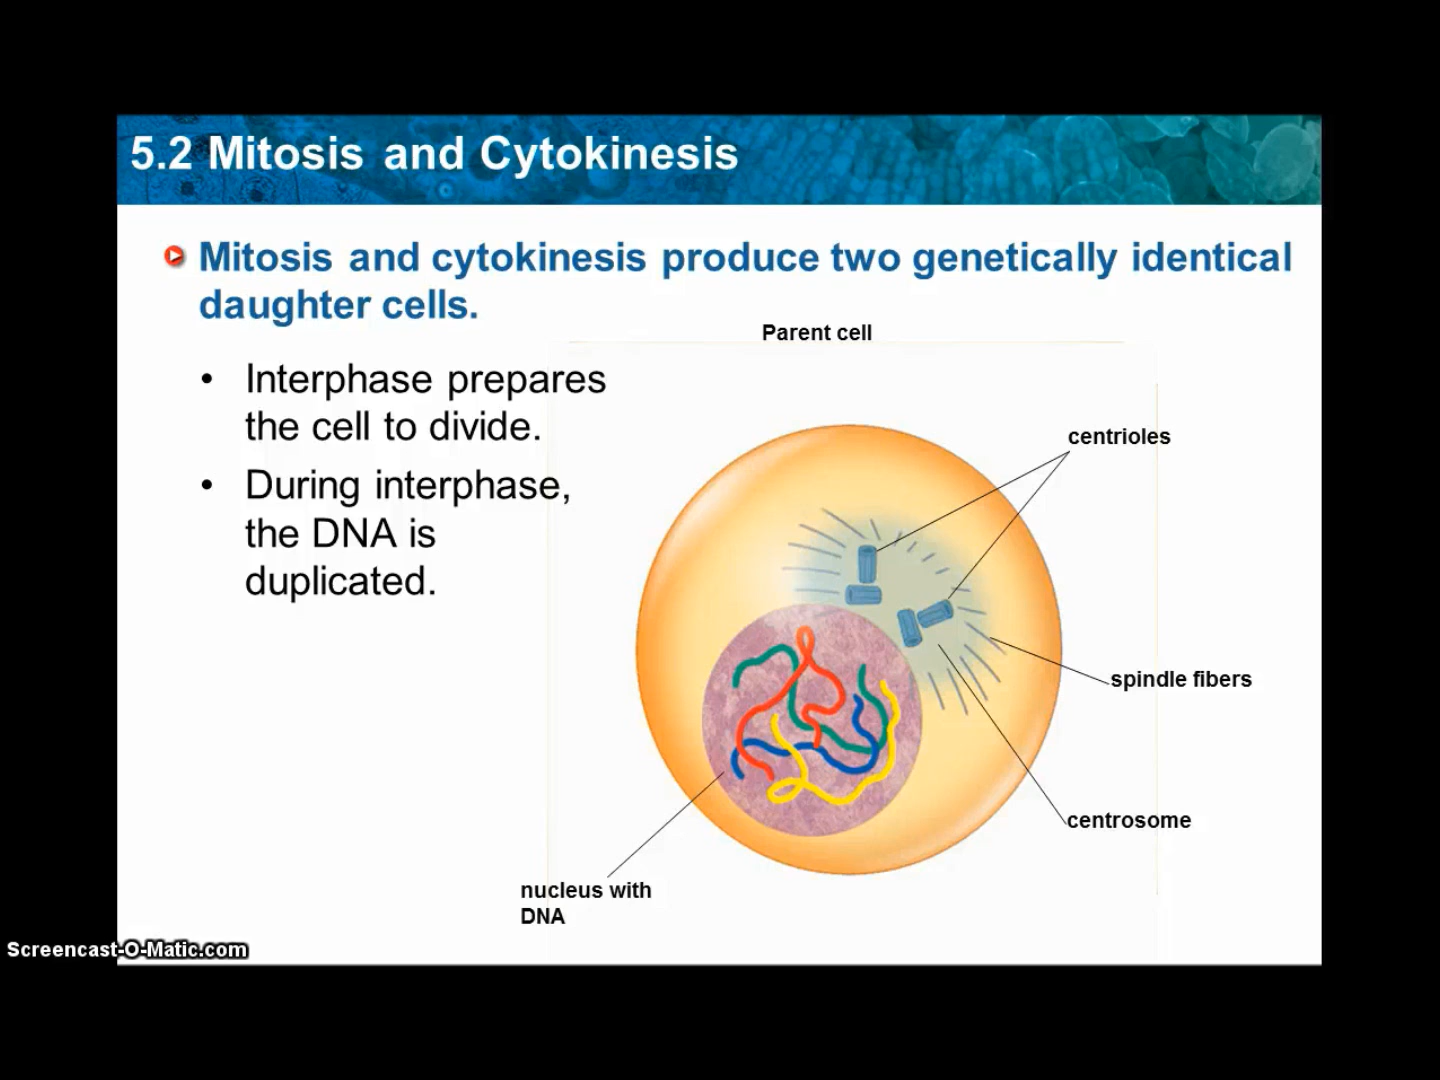 5.2 Mitosis and Cytokinesis
Mitosis and cytokinesis produce two genetically identical
daughter cells.
Parent cell
• Interphase prepares
the cell to divide.
• During interphase,
the DNA is
duplicated.
centrioles
spindle fibers
centrosome
nucleus with
DNA
Screencast-O-Matic.com